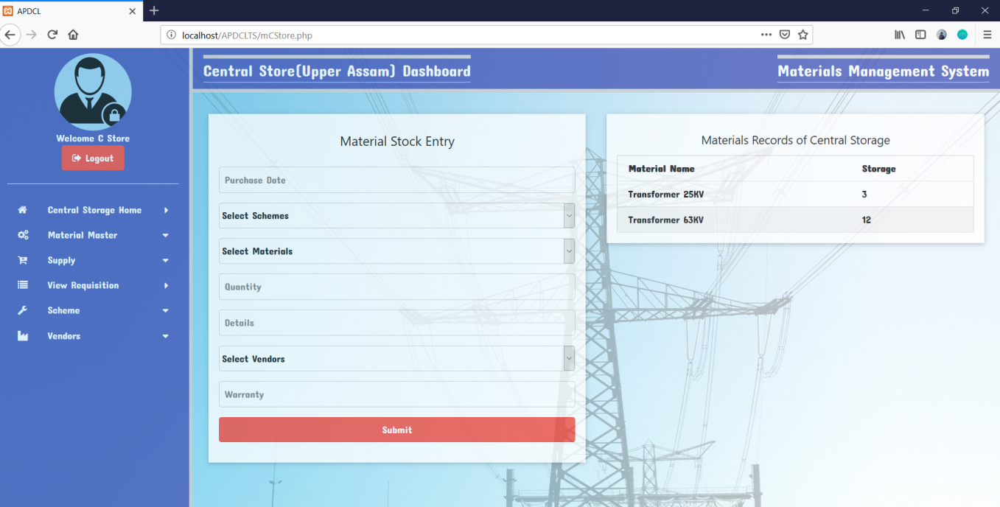 APDCL
localhost/APDCLTS/mCStore.php
Welcome C Store
Logout
Central Storage Home
Material Master
Supply
View Requisition
Scheme
Vendors
Central Store(Upper Assam) Dashboard
Materials Management System
Material Stock Entry
Purchase Date
Select Schemes
Select Materials
Quantity
Details
Select Vendors
Warranty
Submit
Materials Records of Central Storage
Material Name Storage
Transformer 25KV 3
Transformer 63KV 12